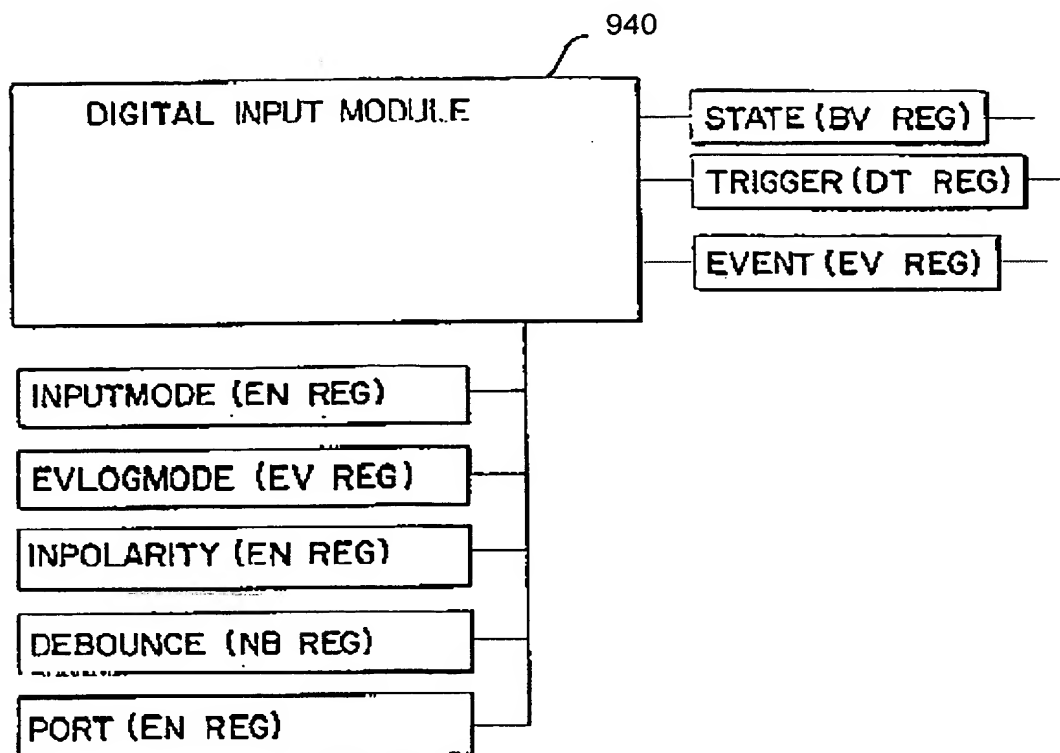 940
DIGITAL INPUT MODULE
STATE (BV REG)
TRIGGER (DT REG)
EVENT (EV REG)
INPUTMODE (EN REG)
EVLOGMODE (EV REG)
INPOLARITY (EN REG)
DEBOUNCE (NB REG)
PORT (EN REG)